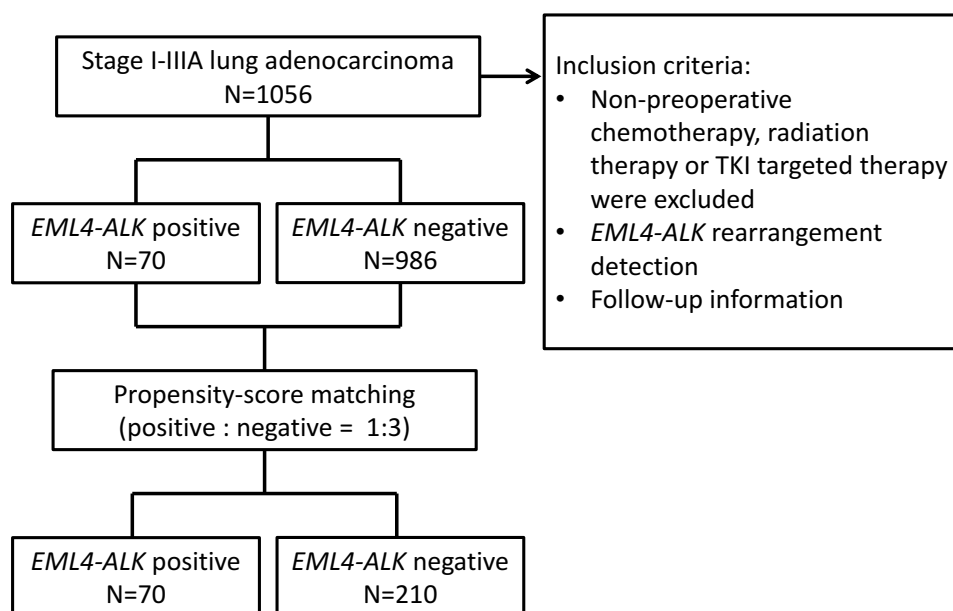 Stage I-IIIA lung adenocarcinoma
N=1056
Inclusion criteria:
• Non-preoperative
chemotherapy, radiation
therapy or TKI targeted therapy
were excluded
• EML4-ALK rearrangement
detection
• Follow-up information
EML4-ALK positive
N=70
EML4-ALK negative
N=986
Propensity-score matching
(positive : negative = 1:3)
EML4-ALK positive
N=70
EML4-ALK negative
N=210